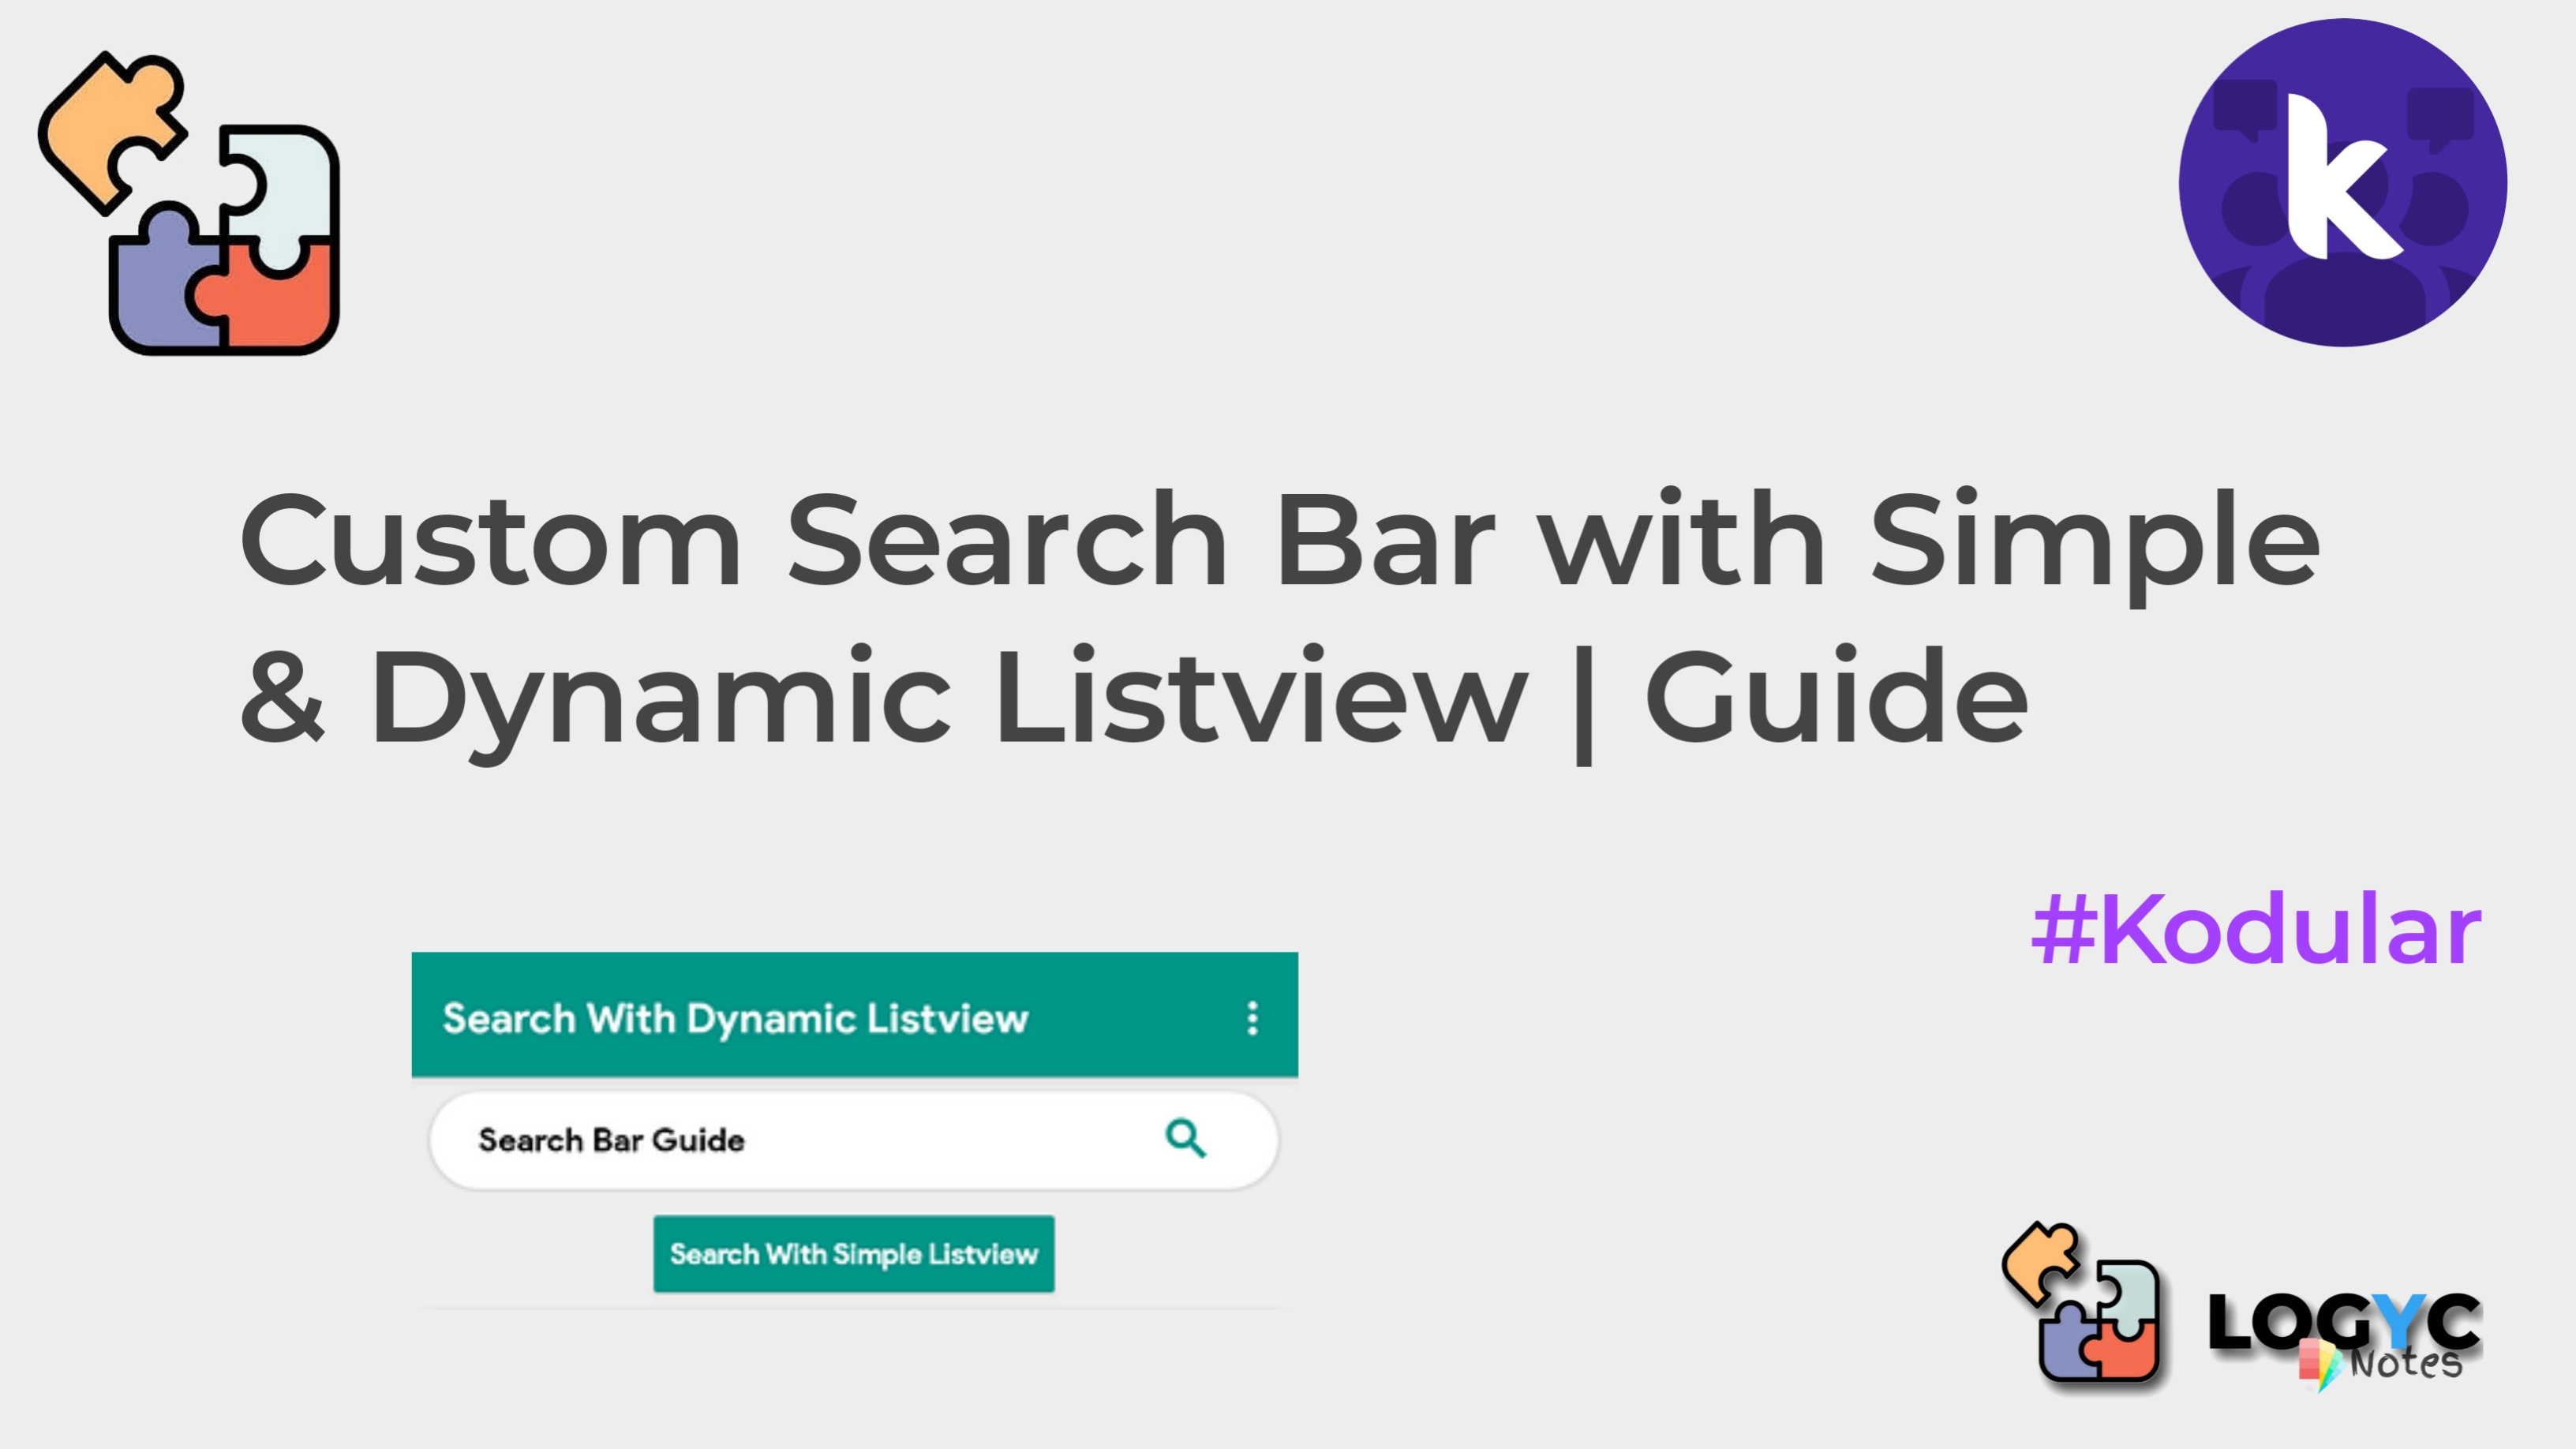 k
Custom Search Bar with Simple
& Dynamic Listview | Guide
#Kodular
Search With Dynamic Listview
Search Bar Guide
Search With Simple Listview
LOGYC
Notes